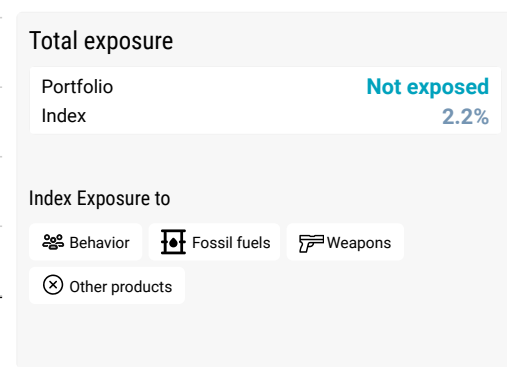 Total exposure
Portfolio Not exposed
Index 2.2%
Index Exposure to
Behavior Fossil fuels Weapons
Other products